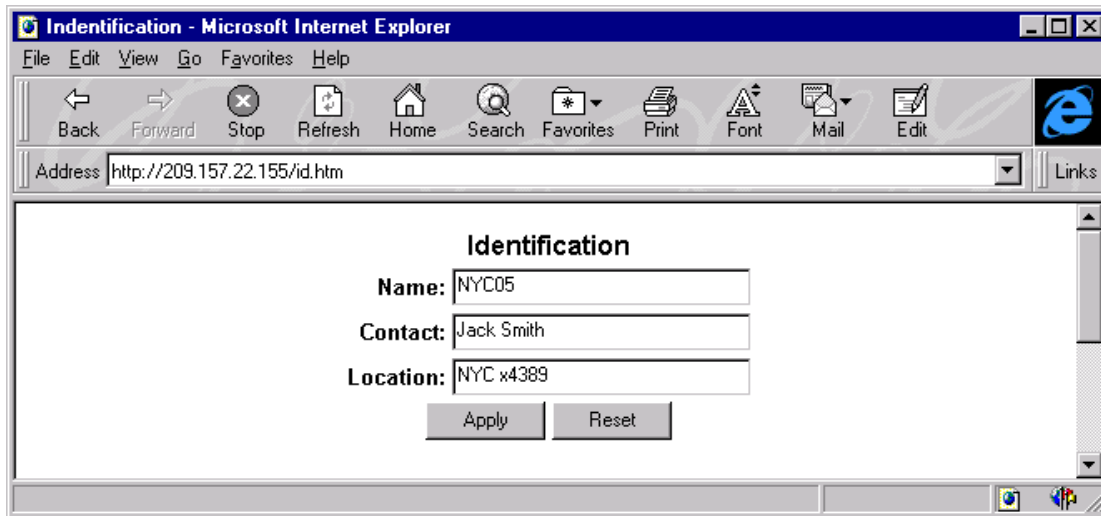 Indentification - Microsoft Internet Explorer
File Edit View Go Favorites Help
Back Forward Stop Refresh Home Search Favorites Print Font Mail Edit
Address http://209.157.22.155/id.htm Links
Identification
Name: NYC05
Contact: Jack Smith
Location: NYC x4389
Apply Reset